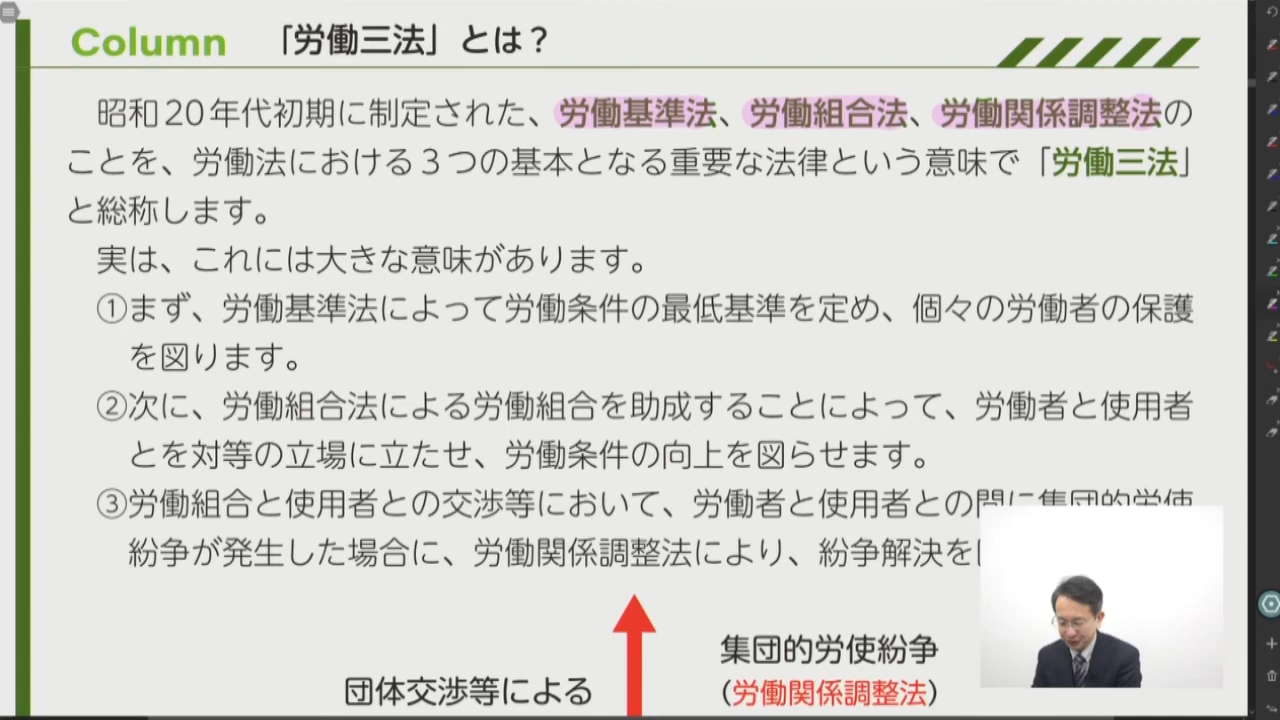 Column 「労働三法」とは？
昭和20年代初期に制定された、労働基準法、労働組合法、労働関係調整法の
ことを、労働法における３つの基本となる重要な法律という意味で「労働三法」
と総称します。
実は、これには大きな意味があります。
①まず、労働基準法によって労働条件の最低基準を定め、個々の労働者の保護
を図ります。
②次に、労働組合法による労働組合を助成することによって、労働者と使用者
とを対等の立場に立たせ、労働条件の向上を図らせます。
③労働組合と使用者との交渉等において、労働者と使用者との間に集団的労使
紛争が発生した場合に、労働関係調整法により、紛争解決を
集団的労使紛争
団体交渉等による
（労働関係調整法）